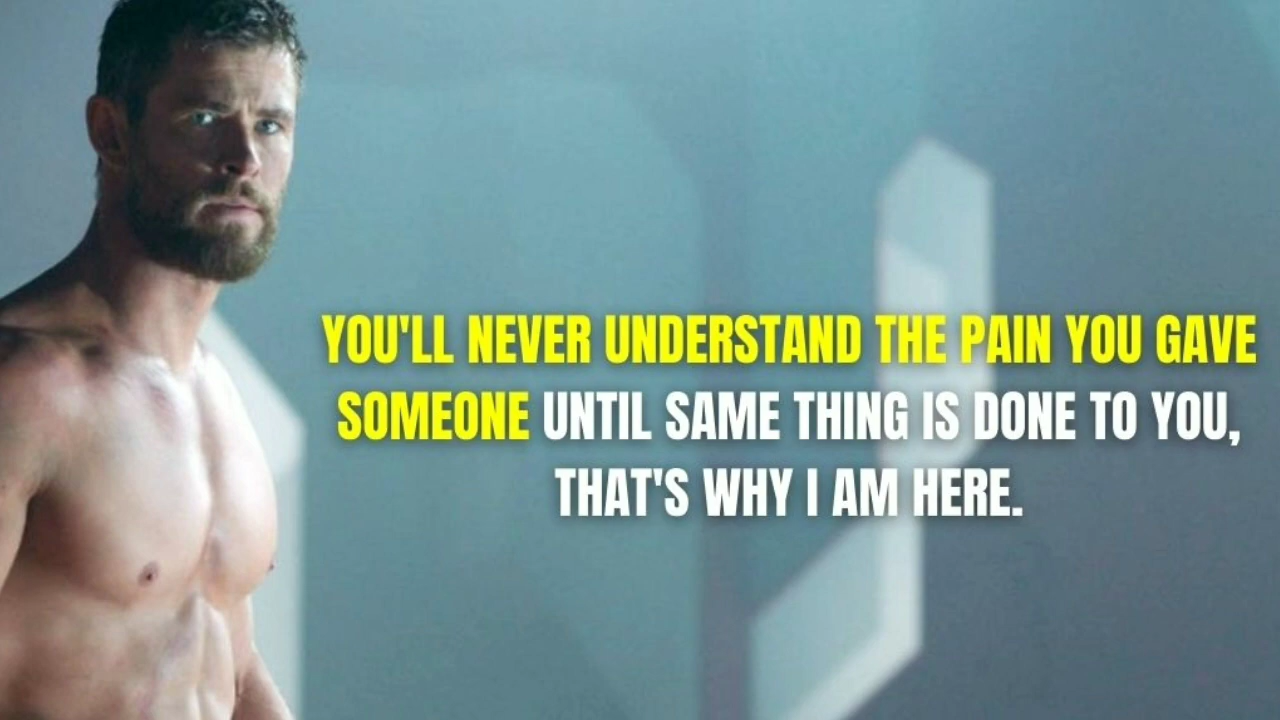 YOU'LL NEVER UNDERSTAND THE PAIN YOU GAVE
SOMEONE UNTIL SAME THING IS DONE TO YOU,
THAT'S WHY I AM HERE.